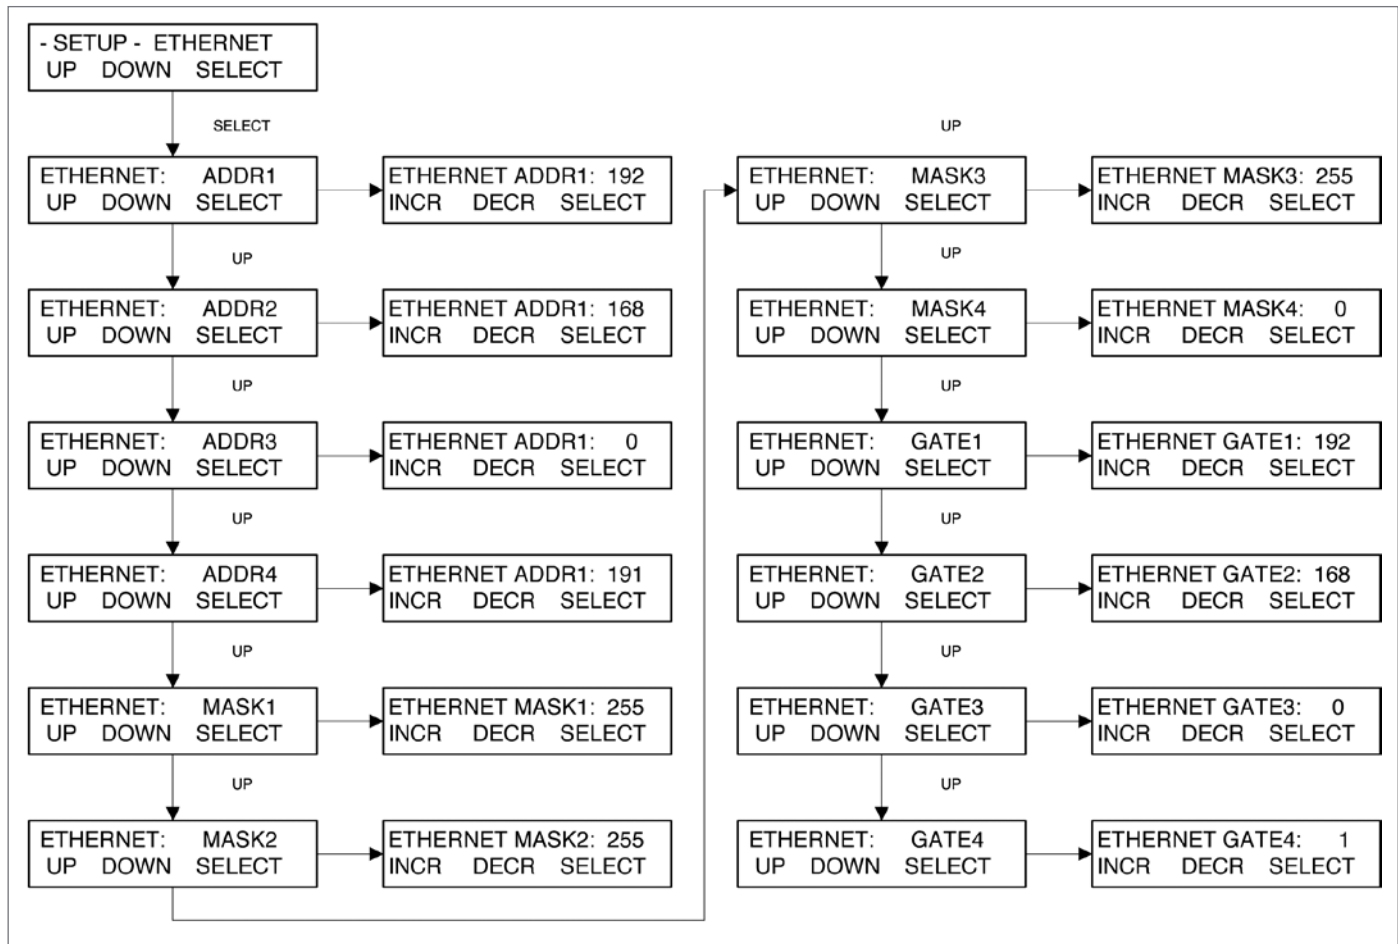 - SETUP - ETHERNET
UP DOWN SELECT
SELECT
ETHERNET: ADDR1
UP DOWN SELECT
ETHERNET ADDR1: 192
INCR DECR SELECT
UP
ETHERNET: ADDR2
UP DOWN SELECT
ETHERNET ADDR1: 168
INCR DECR SELECT
UP
ETHERNET: ADDR3
UP DOWN SELECT
ETHERNET ADDR1: 0
INCR DECR SELECT
UP
ETHERNET: ADDR4
UP DOWN SELECT
ETHERNET ADDR1: 191
INCR DECR SELECT
UP
ETHERNET: MASK1
UP DOWN SELECT
ETHERNET MASK1: 255
INCR DECR SELECT
UP
ETHERNET: MASK2
UP DOWN SELECT
ETHERNET MASK2: 255
INCR DECR SELECT
UP
ETHERNET: MASK3
UP DOWN SELECT
ETHERNET MASK3: 255
INCR DECR SELECT
UP
ETHERNET: MASK4
UP DOWN SELECT
ETHERNET MASK4: 0
INCR DECR SELECT
UP
ETHERNET: GATE1
UP DOWN SELECT
ETHERNET GATE1: 192
INCR DECR SELECT
UP
ETHERNET: GATE2
UP DOWN SELECT
ETHERNET GATE2: 168
INCR DECR SELECT
UP
ETHERNET: GATE3
UP DOWN SELECT
ETHERNET GATE3: 0
INCR DECR SELECT
UP
ETHERNET: GATE4
UP DOWN SELECT
ETHERNET GATE4: 1
INCR DECR SELECT